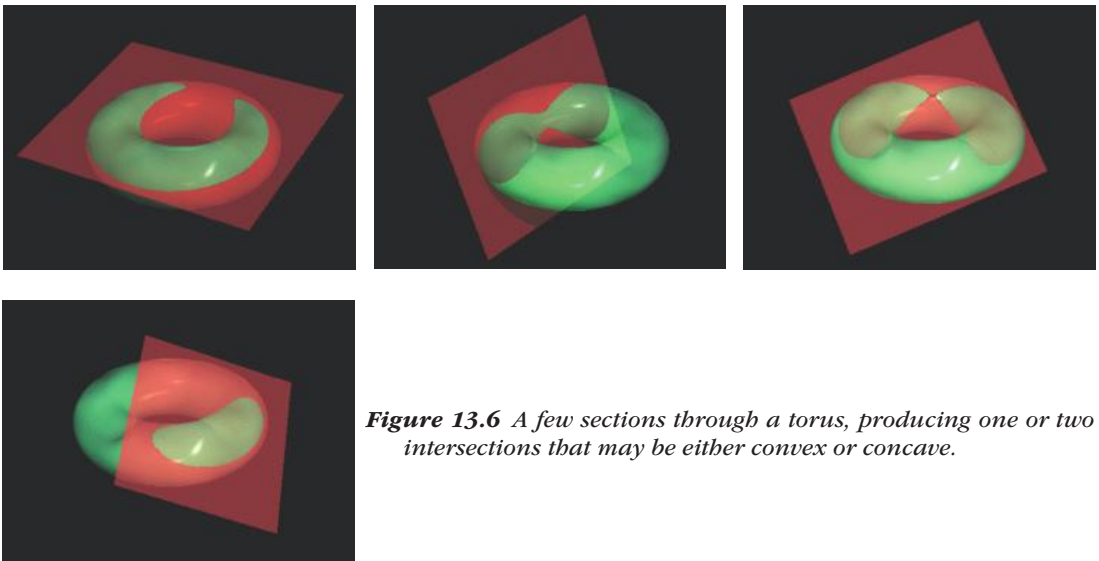 Figure 13.6 A few sections through a torus, producing one or two
intersections that may be either convex or concave.